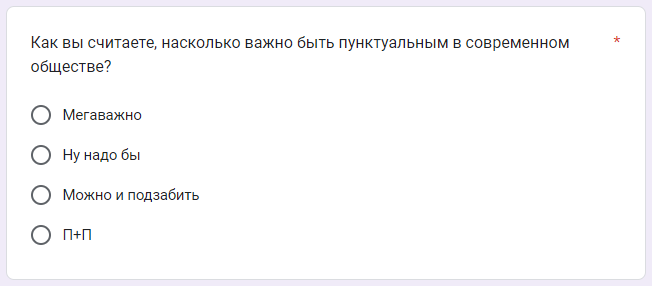 Как вы считаете, насколько важно быть пунктуальным в современном *
обществе?
Мегаважно
Ну надо бы
Можно и подзабить
П+П